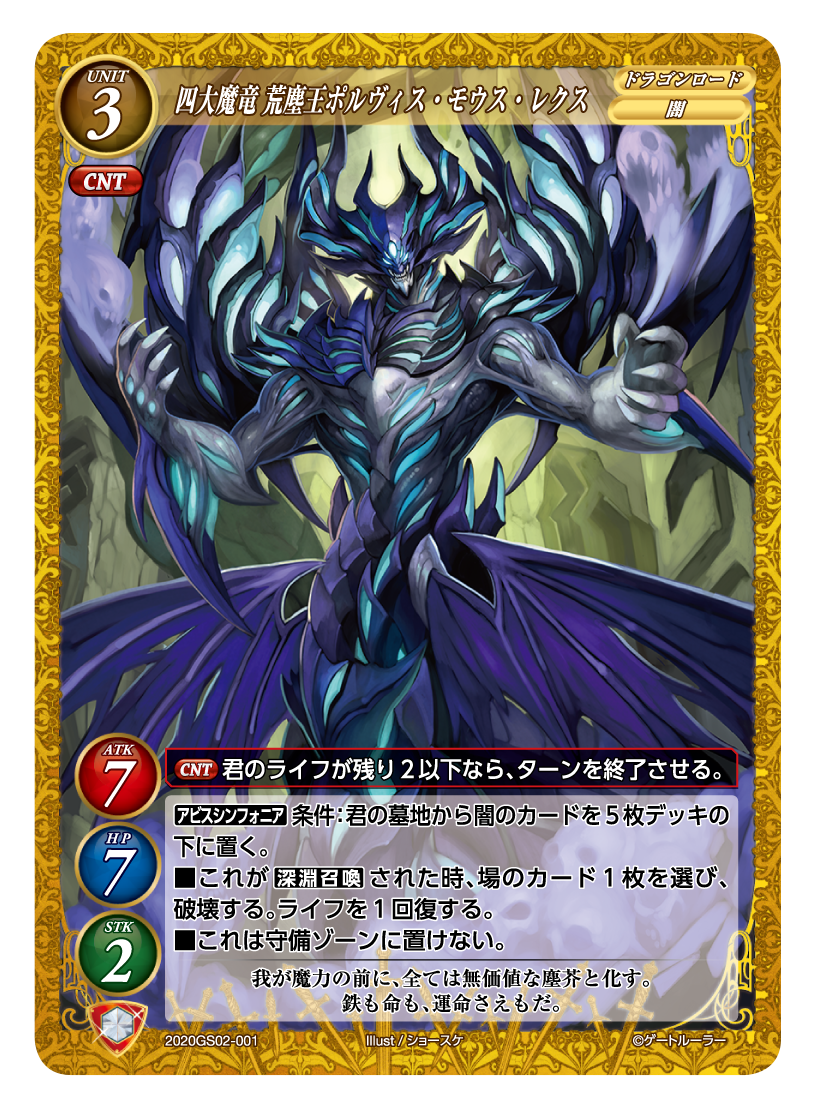 UNIT
3
四大魔竜 荒塵王ポルヴィス・モウス・レクス
ドラゴンロード
闇
CNT
ATK
7
HP
7
STK
2
CNT 君のライフが残り2以下なら、ターンを終了させる。
アビスシンフォニア 条件:君の墓地から闇のカードを5枚デッキの
下に置く。
■これが 深淵召喚 された時、場のカード1枚を選び、
破壊する。ライフを1回復する。
■これは守備ゾーンに置けない。
我が魔力の前に、全ては無価値な塵芥と化す。
鉄も命も、運命さえもだ。
2020GS02-001
Illust / ショースケ
©ゲートルーラー